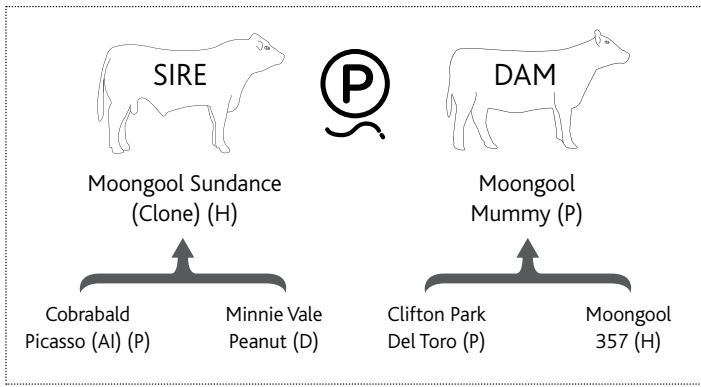 SIRE
P
DAM
Moongool Sundance
(Clone) (H)
Moongool
Mummy (P)
Cobrabald
Picasso (AI) (P)
Minnie Vale
Peanut (D)
Clifton Park
Del Toro (P)
Moongool
357 (H)